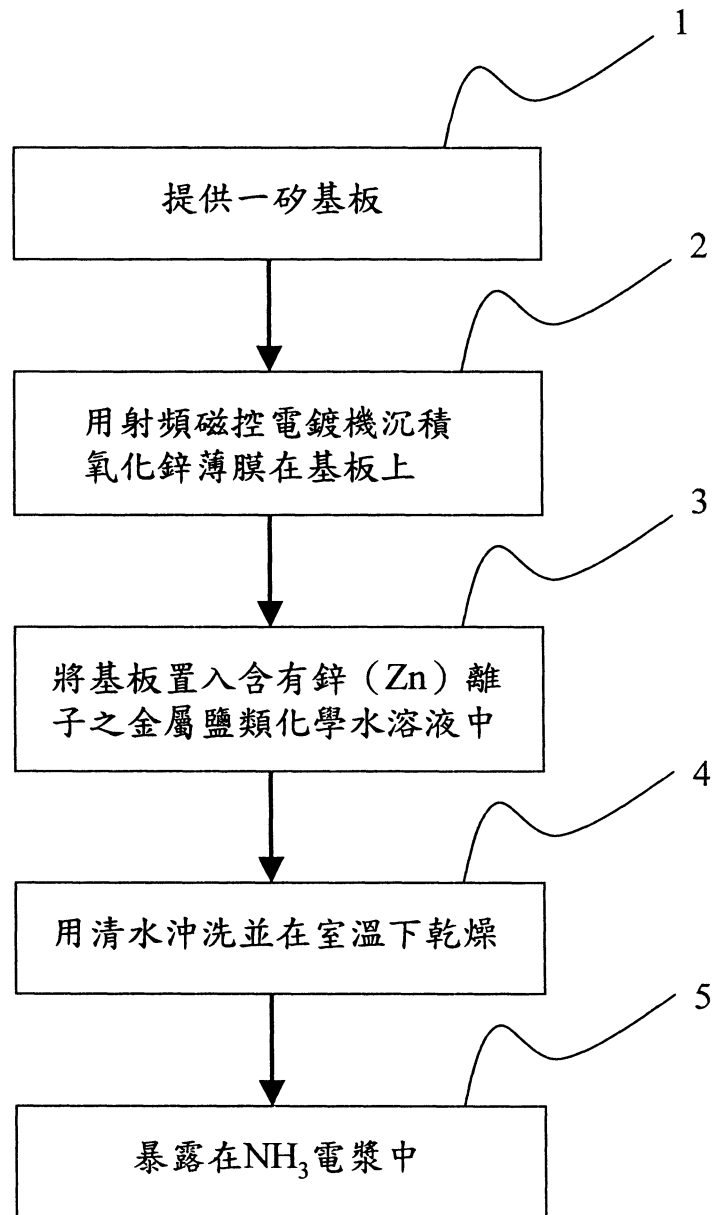 1
提供一矽基板
2
用射頻磁控電鍍機沉積
氧化鋅薄膜在基板上
3
將基板置入含有鋅（Zn）離
子之金屬鹽類化學水溶液中
4
用清水沖洗並在室溫下乾燥
5
暴露在NH₃電漿中